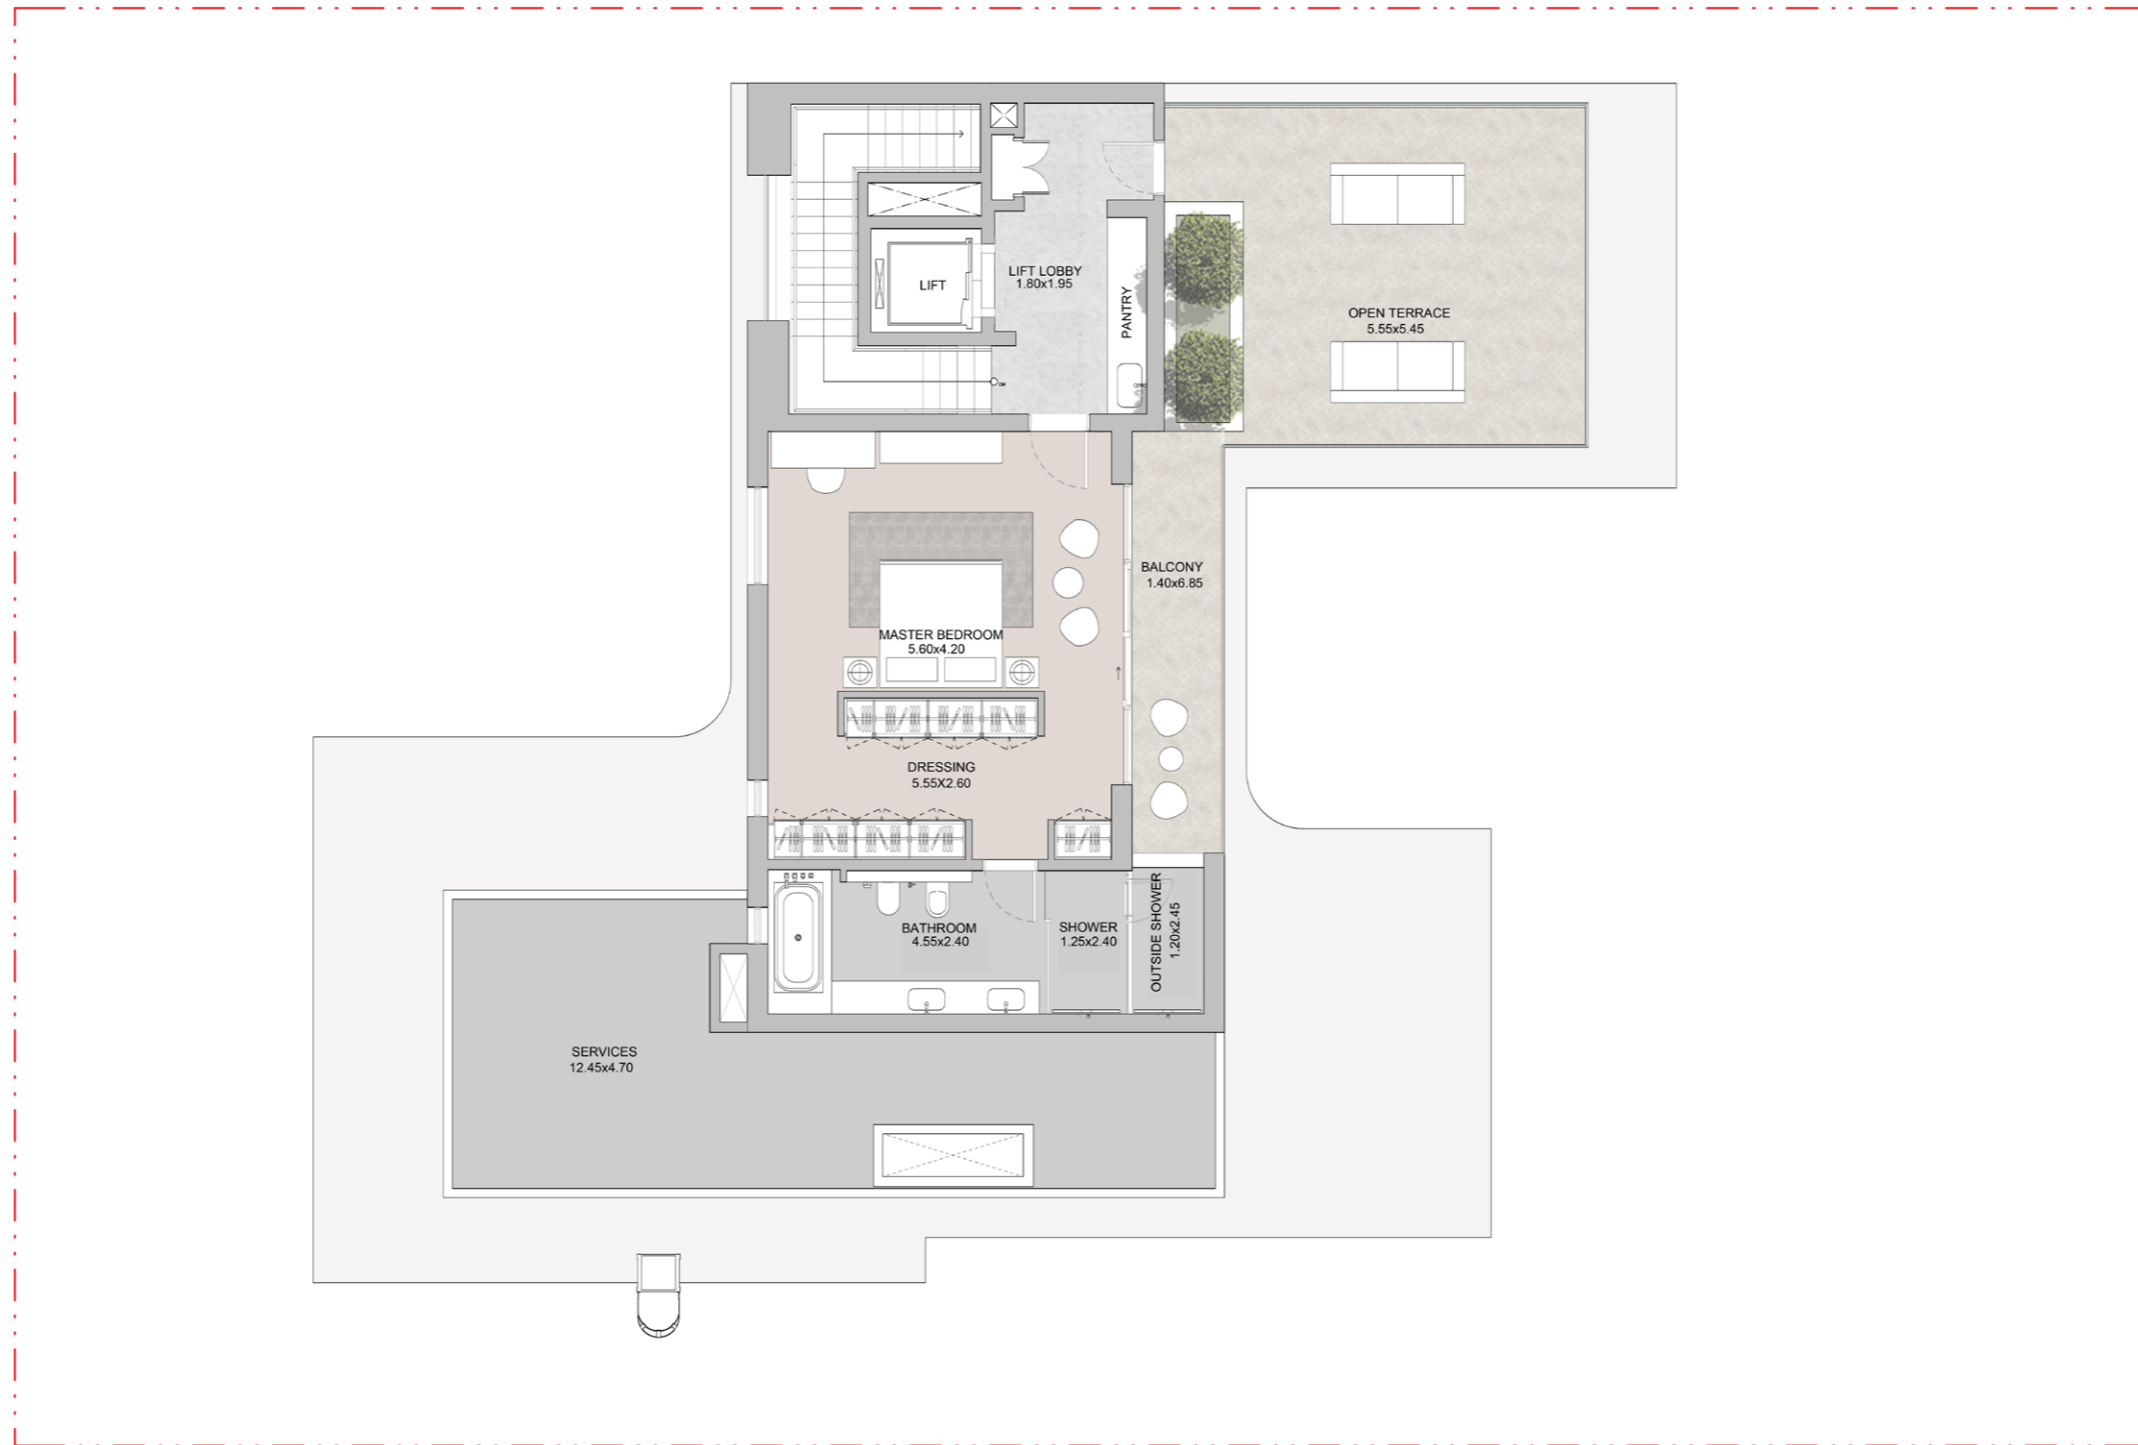 LIFT
LIFT LOBBY
1.80x1.95
PANTRY
OPEN TERRACE
5.55x5.45
BALCONY
1.40x6.85
MASTER BEDROOM
5.60x4.20
DRESSING
5.55X2.60
BATHROOM
4.55x2.40
SHOWER
1.25x2.40
OUTSIDE SHOWER
1.20x2.45
SERVICES
12.45x4.70